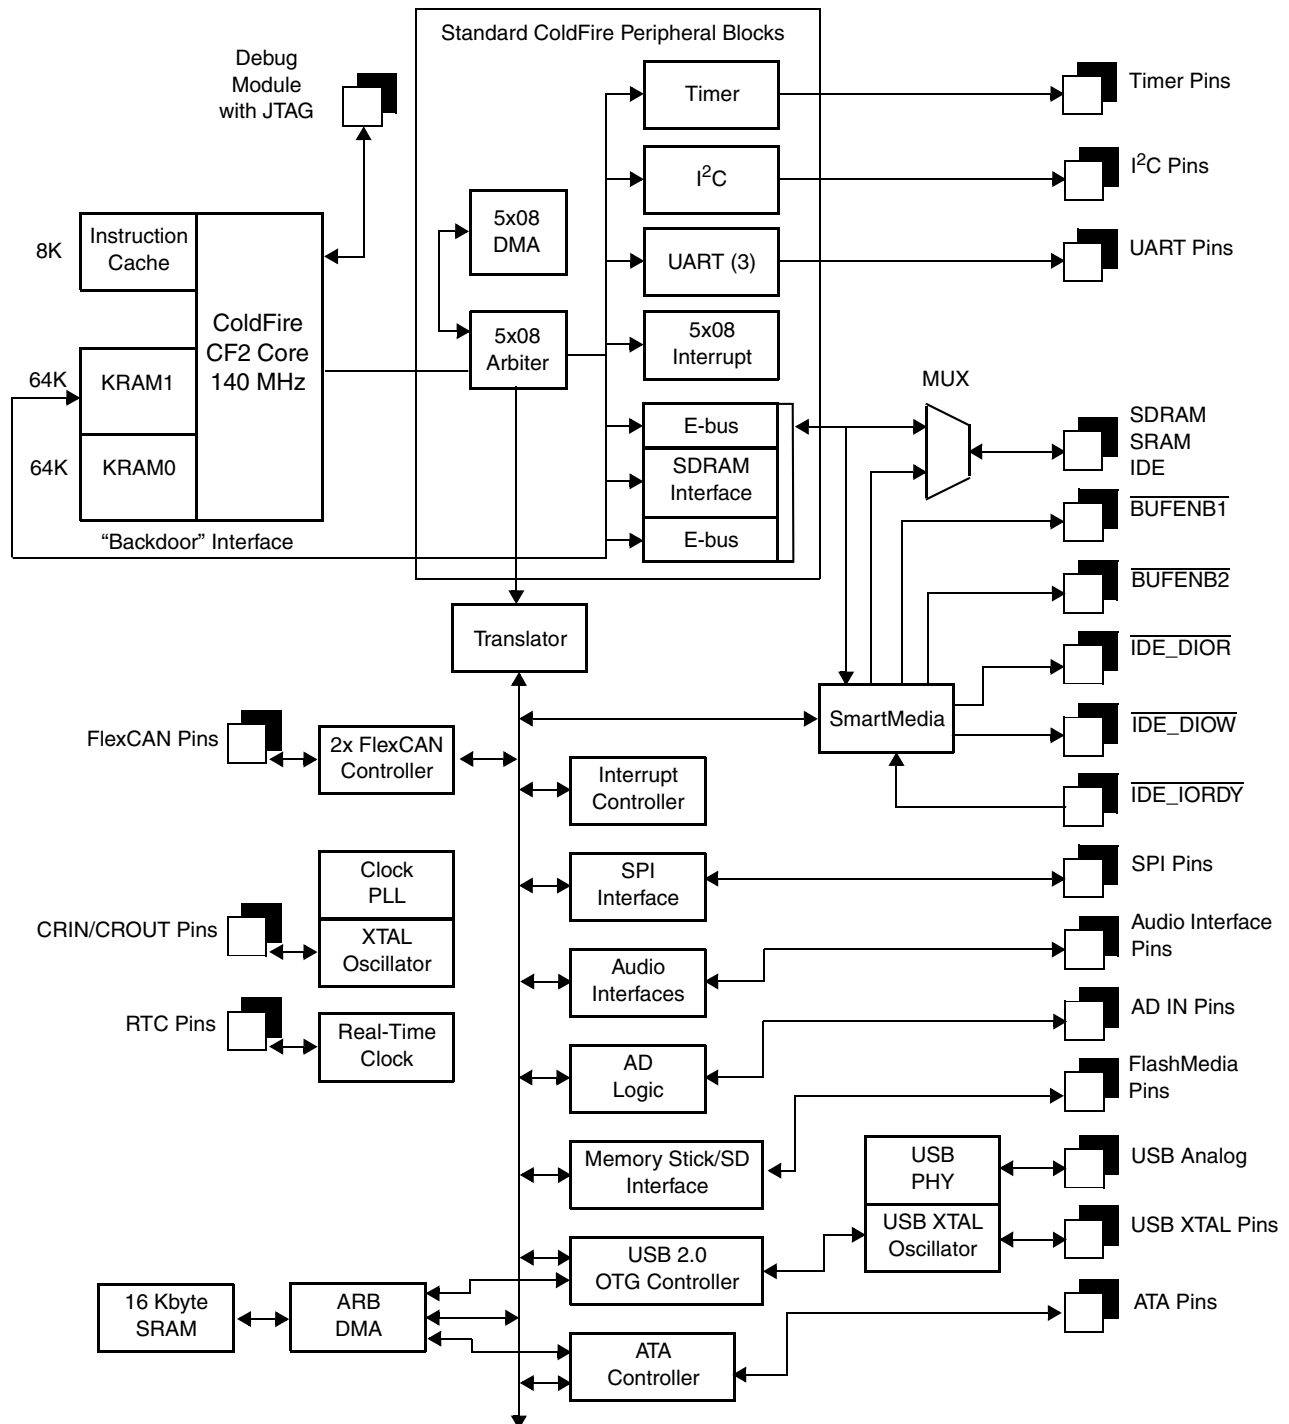 Standard ColdFire Peripheral Blocks
Debug
Module
with JTAG
Timer
Timer Pins
I²C
I²C Pins
5x08
DMA
UART (3)
UART Pins
8K
Instruction
Cache
ColdFire
CF2 Core
140 MHz
5x08
Arbiter
5x08
Interrupt
64K
KRAM1
MUX
E-bus
SDRAM
SRAM
IDE
64K
KRAM0
SDRAM
Interface
BUFENB1
"Backdoor" Interface
E-bus
BUFENB2
Translator
IDE_DIOR
SmartMedia
IDE_DIOW
FlexCAN Pins
2x FlexCAN
Controller
Interrupt
Controller
IDE_IORDY
Clock
PLL
SPI
Interface
SPI Pins
CRIN/CROUT Pins
XTAL
Oscillator
Audio
Interfaces
Audio Interface
Pins
RTC Pins
Real-Time
Clock
AD IN Pins
AD
Logic
FlashMedia
Pins
Memory Stick/SD
Interface
USB
PHY
USB Analog
USB XTAL
Oscillator
USB XTAL Pins
USB 2.0
OTG Controller
16 Kbyte
SRAM
ARB
DMA
ATA Pins
ATA
Controller